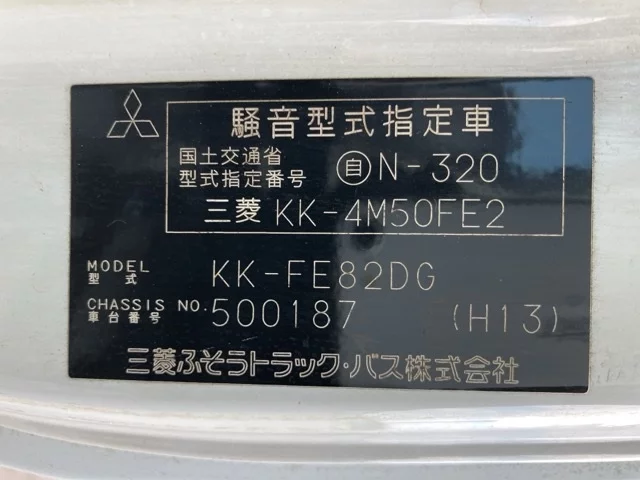 騒音型式指定車
国土交通省
型式指定番号 自N-320
三菱 KK-4M50FE2
MODEL
型式 KK-FE82DG
CHASSIS NO.
車台番号 500187 (H13)
三菱ふそうトラック・バス株式会社